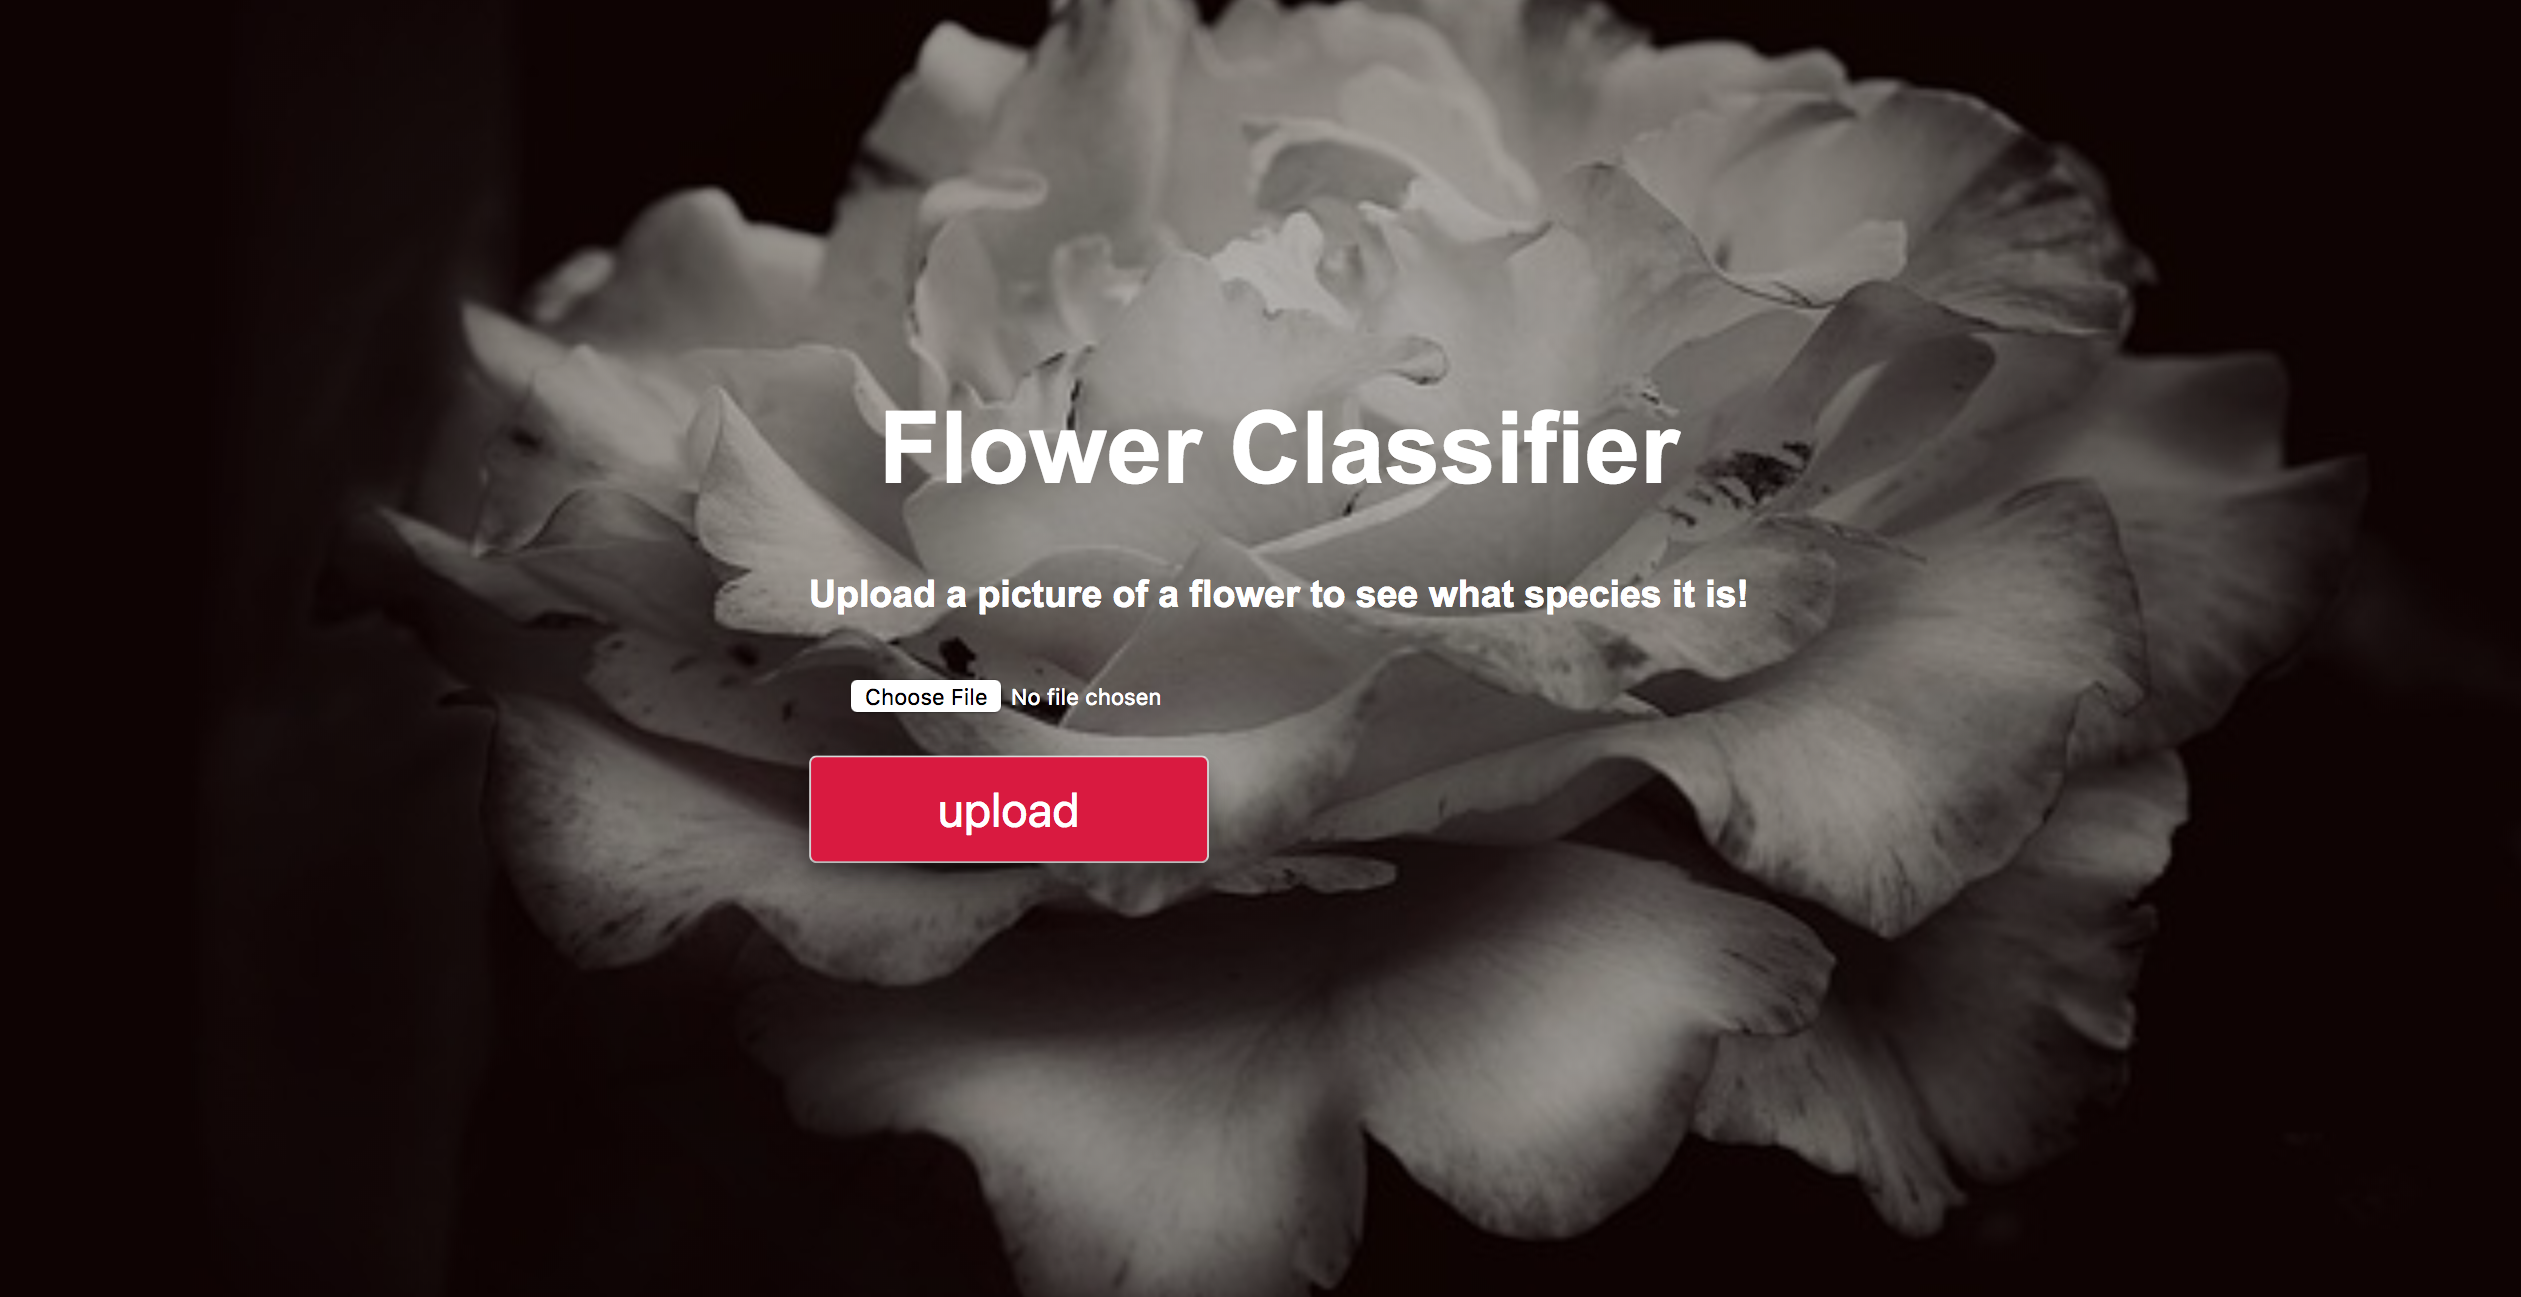 Flower Classifier
Upload a picture of a flower to see what species it is!
Choose File No file chosen
upload